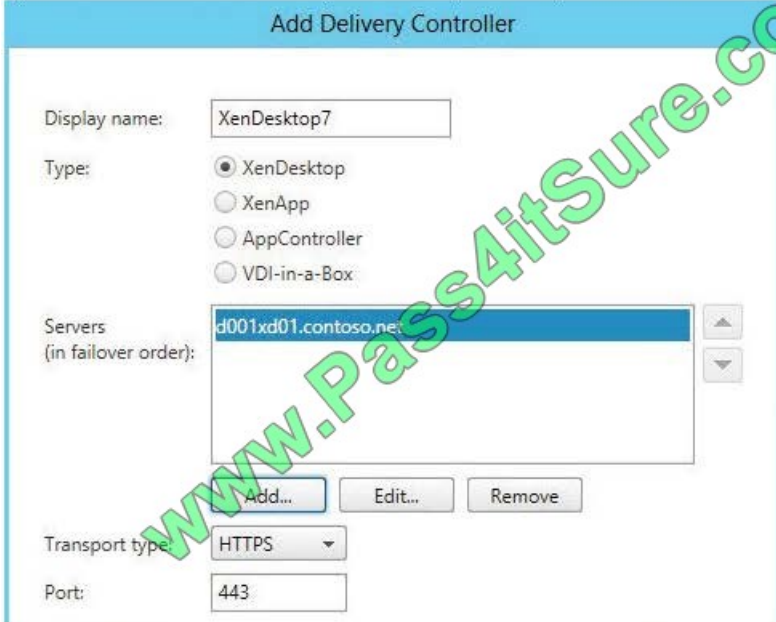 Add Delivery Controller
Display name: XenDesktop7
Type: XenDesktop
XenApp
AppController
VDI-in-a-Box
Servers
(in failover order):
d001xd01.contoso.net
Add... Edit... Remove
Transport type: HTTPS
Port: 443
www.Pass4itSure.co